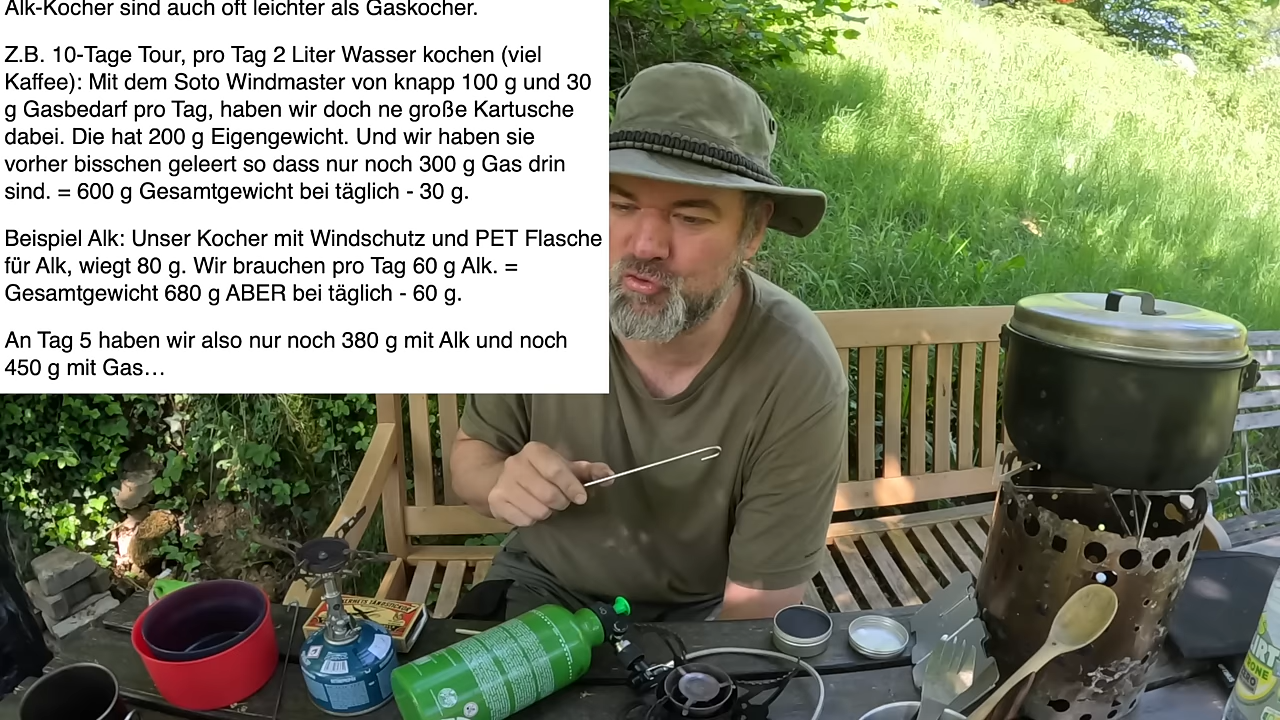 Alk-Kocher sind auch oft leichter als Gaskocher.
Z.B. 10-Tage Tour, pro Tag 2 Liter Wasser kochen (viel
Kaffee): Mit dem Soto Windmaster von knapp 100 g und 30
g Gasbedarf pro Tag, haben wir doch ne große Kartusche
dabei. Die hat 200 g Eigengewicht. Und wir haben sie
vorher bisschen geleert so dass nur noch 300 g Gas drin
sind. = 600 g Gesamtgewicht bei täglich - 30 g.
Beispiel Alk: Unser Kocher mit Windschutz und PET Flasche
für Alk, wiegt 80 g. Wir brauchen pro Tag 60 g Alk. =
Gesamtgewicht 680 g ABER bei täglich - 60 g.
An Tag 5 haben wir also nur noch 380 g mit Alk und noch
450 g mit Gas…